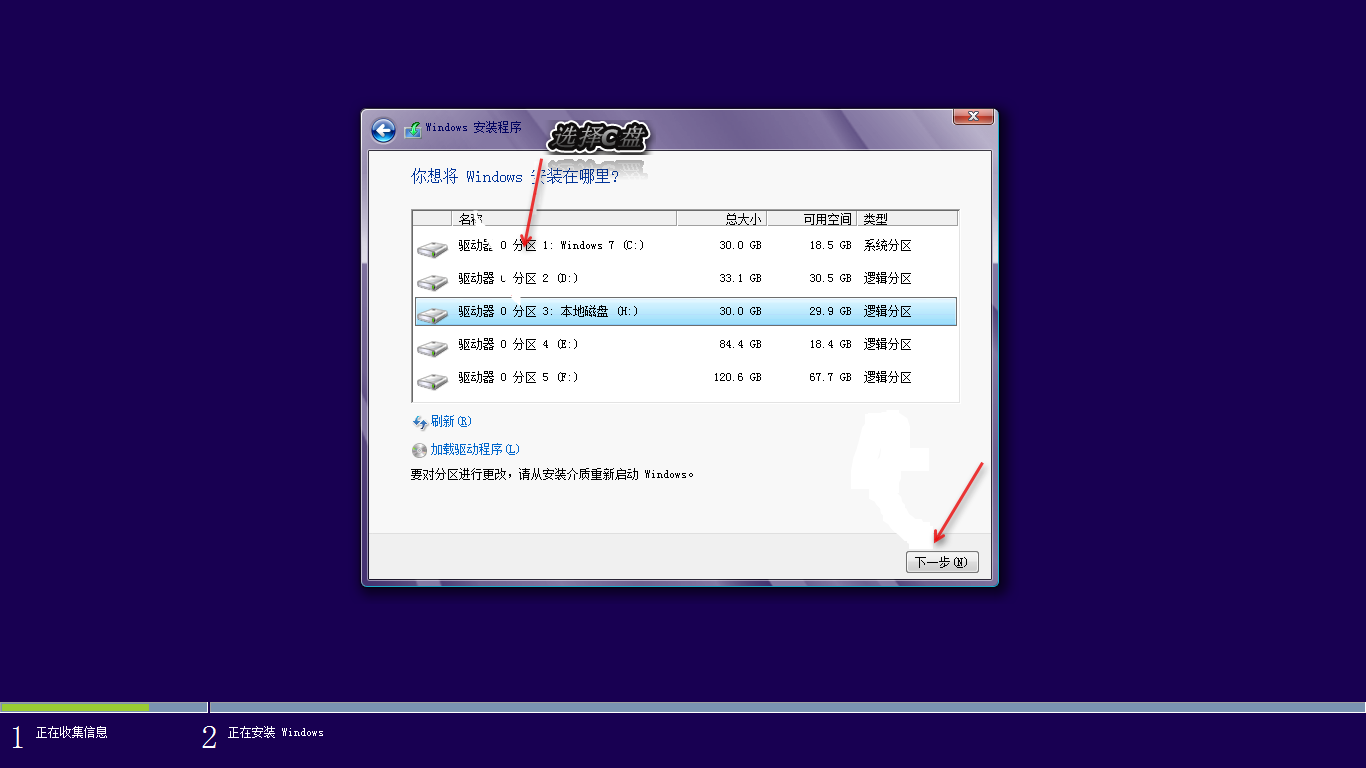 Windows 安装程序
选择C盘
你想将 Windows 安装在哪里?
名称 总大小 可用空间 类型
驱动器 0 分区 1: Windows 7 (C:) 30.0 GB 18.5 GB 系统分区
驱动器 0 分区 2 (D:) 33.1 GB 30.5 GB 逻辑分区
驱动器 0 分区 3: 本地磁盘 (H:) 30.0 GB 29.9 GB 逻辑分区
驱动器 0 分区 4 (E:) 84.4 GB 18.4 GB 逻辑分区
驱动器 0 分区 5 (F:) 120.6 GB 67.7 GB 逻辑分区
刷新(R)
加载驱动程序(L)
要对分区进行更改,请从安装介质重新启动 Windows。
下一步(N)
1 正在收集信息
2 正在安装 Windows